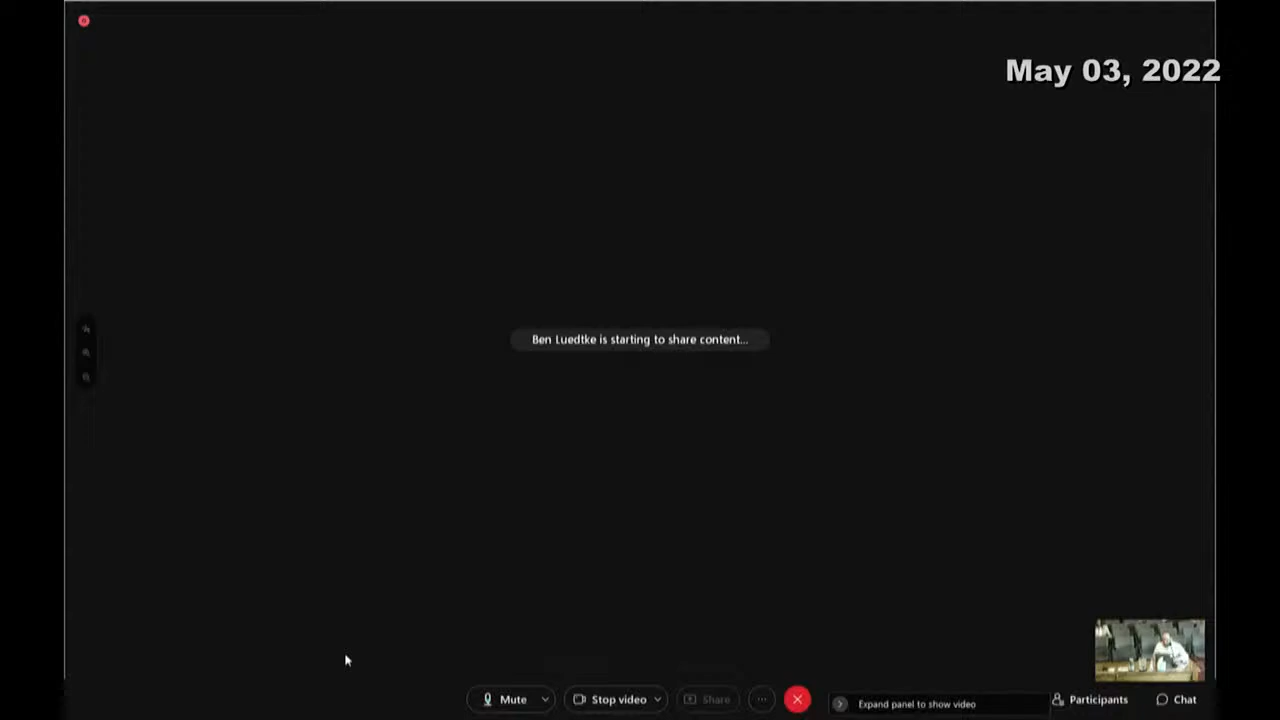 May 03, 2022
Ben Luedtke is starting to share content...
Mute
Stop video
Share
Expand panel to show video
Participants
Chat